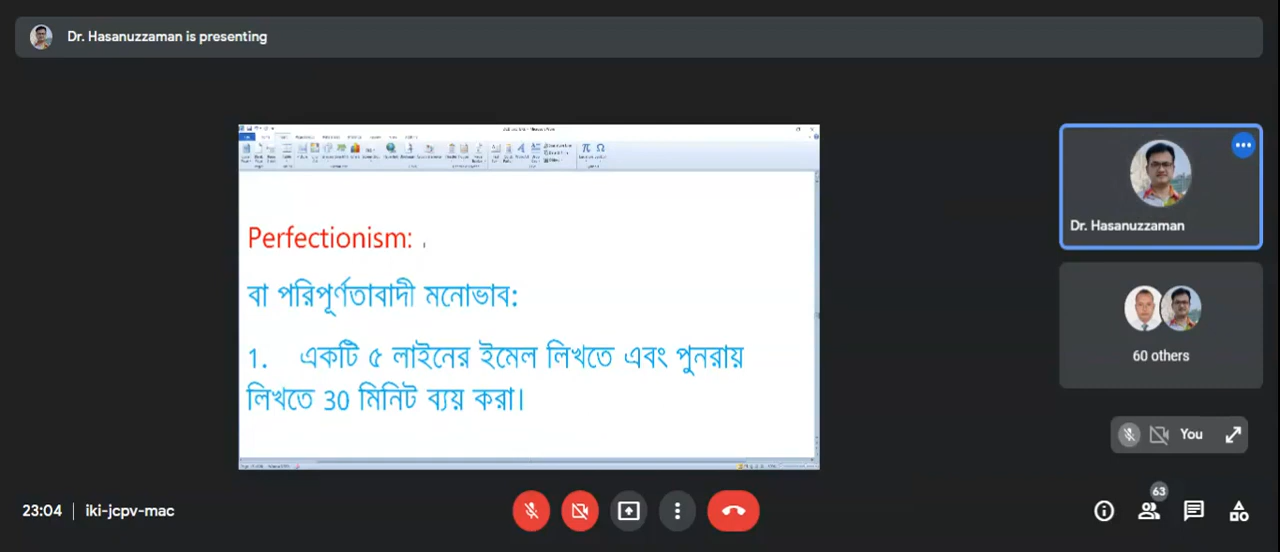 Dr. Hasanuzzaman is presenting
Perfectionism:
বা পরিপূর্ণতাবাদী মনোভাব:
1. একটি ৫ লাইনের ইমেল লিখতে এবং পুনরায়
লিখতে 30 মিনিট ব্যয় করা।
Dr. Hasanuzzaman
60 others
You
23:04 | iki-jcpv-mac
63